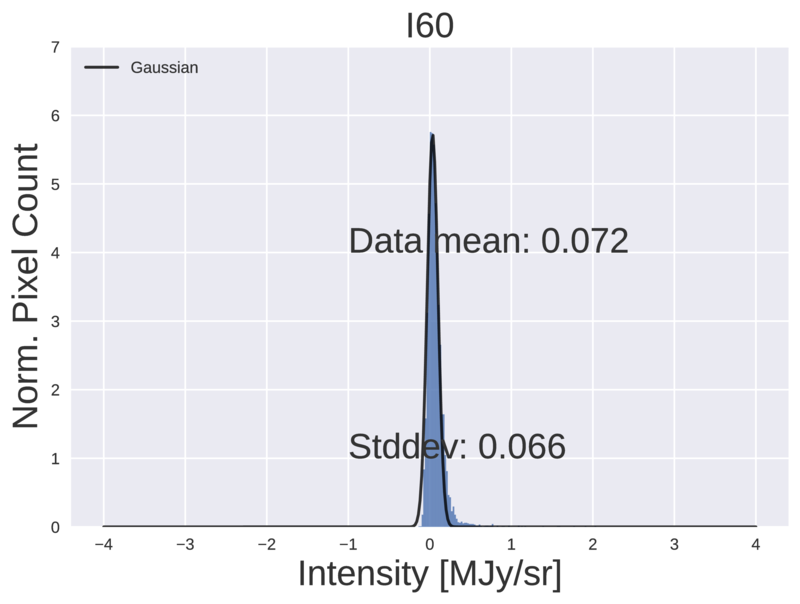 I60
7
Gaussian
6
5
Data mean: 0.072
4
3
2
Stddev: 0.066
1
0
−4 −3 −2 −1 0 1 2 3 4
Norm. Pixel Count
Intensity [MJy/sr]